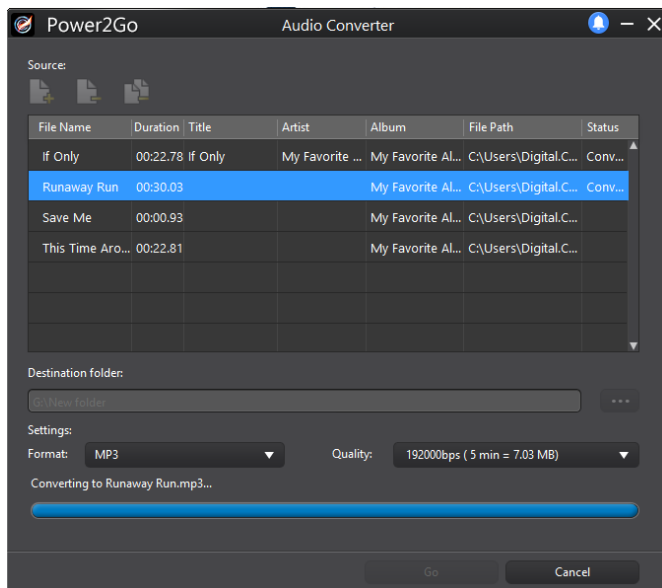 Power2Go Audio Converter
Source:
File Name Duration Title Artist Album File Path Status
If Only 00:22.78 If Only My Favorite ... My Favorite Al... C:\Users\Digital.C... Conv...
Runaway Run 00:30.03 My Favorite Al... C:\Users\Digital.C... Conv...
Save Me 00:00.93 My Favorite Al... C:\Users\Digital.C...
This Time Aro... 00:22.81 My Favorite Al... C:\Users\Digital.C...
Destination folder:
G:\New folder
Settings:
Format: MP3 Quality: 192000bps ( 5 min = 7.03 MB)
Converting to Runaway Run.mp3...
Go Cancel